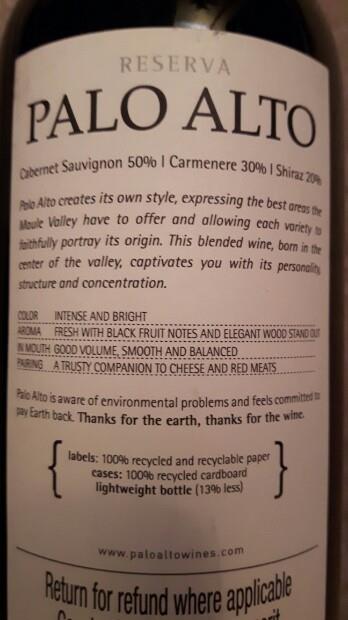 RESERVA
PALO ALTO
Cabernet Sauvignon 50% | Carmenere 30% | Shiraz 20%
Palo Alto creates its own style, expressing the best areas the
Maule Valley have to offer and allowing each variety to
faithfully portray its origin. This blended wine, born in the
center of the valley, captivates you with its personality,
structure and concentration.
COLOR INTENSE AND BRIGHT
AROMA FRESH WITH BLACK FRUIT NOTES AND ELEGANT WOOD STAND OUT
IN MOUTH GOOD VOLUME, SMOOTH AND BALANCED
PAIRING A TRUSTY COMPANION TO CHEESE AND RED MEATS
Palo Alto is aware of environmental problems and feels committed to
pay Earth back. Thanks for the earth, thanks for the wine.
{ labels: 100% recycled and recyclable paper }
cases: 100% recycled cardboard
lightweight bottle (13% less)
www.paloaltowines.com
Return for refund where applicable